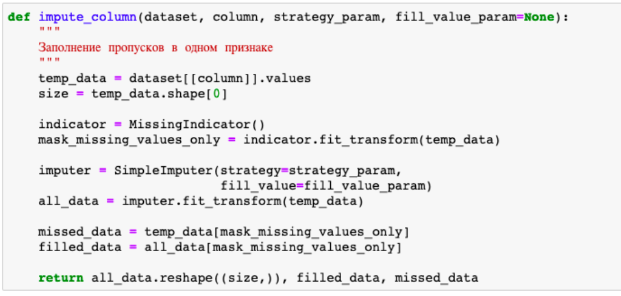 def impute_column(dataset, column, strategy_param, fill_value_param=None):
    """
    Заполнение пропусков в одном признаке
    """
    temp_data = dataset[[column]].values
    size = temp_data.shape[0]

    indicator = MissingIndicator()
    mask_missing_values_only = indicator.fit_transform(temp_data)

    imputer = SimpleImputer(strategy=strategy_param,
                            fill_value=fill_value_param)
    all_data = imputer.fit_transform(temp_data)

    missed_data = temp_data[mask_missing_values_only]
    filled_data = all_data[mask_missing_values_only]

    return all_data.reshape((size,)), filled_data, missed_data